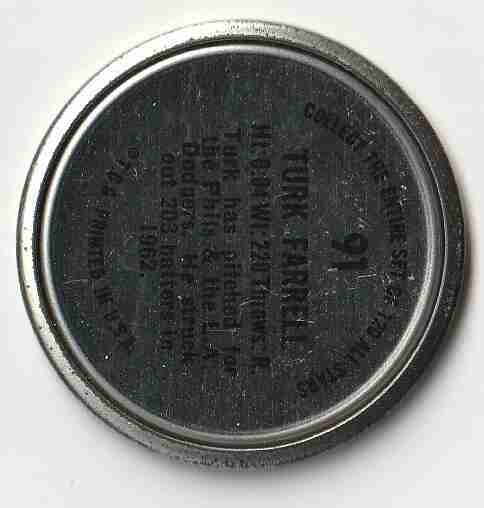 COLLECT THE ENTIRE SET OF 120 ALL STARS
91
TURK FARRELL
Ht: 6:04 Wt: 220 Throws: R.
Turk has pitched for
the Phils & the L.A.
Dodgers. He struck
out 203 batters in
1962.
©T.C.G. PRINTED IN U.S.A.